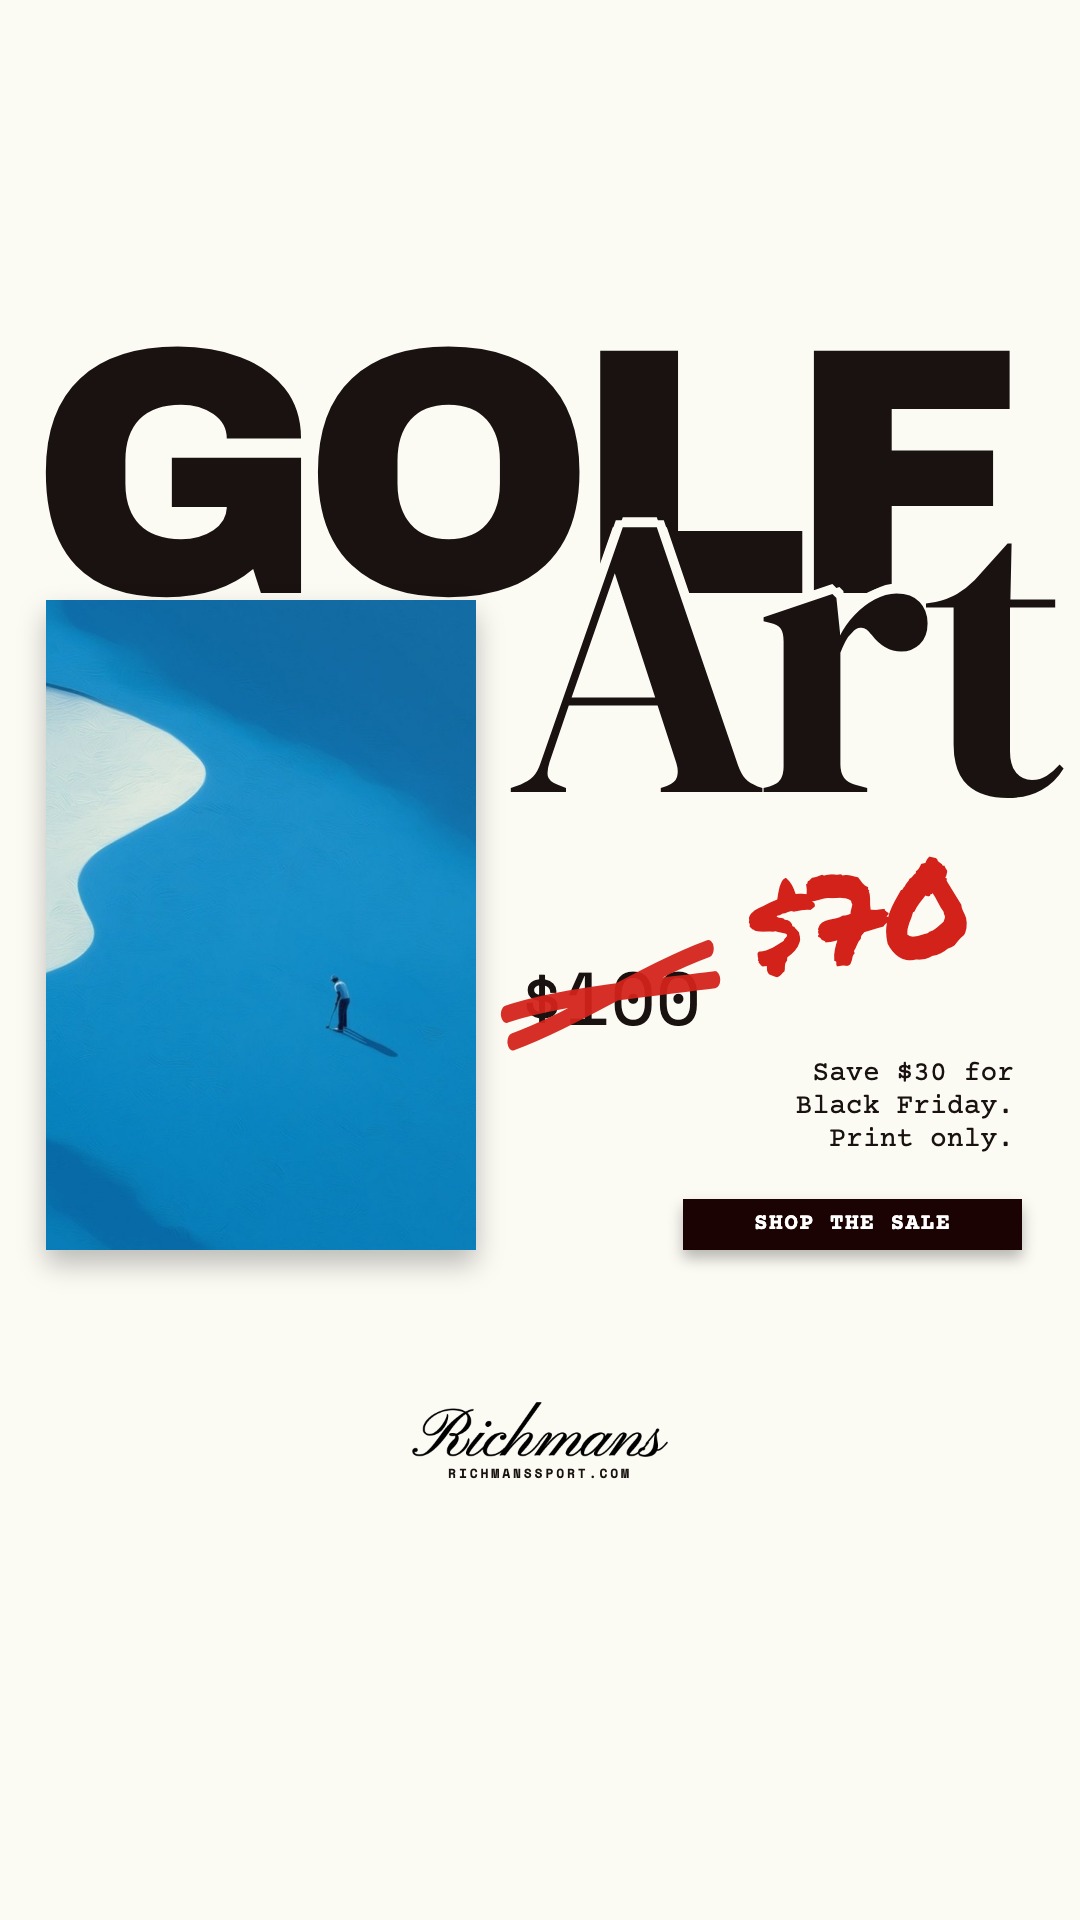 GOLF
Art
$70
$100
Save $30 for
Black Friday.
Print only.
SHOP THE SALE
Richmans
RICHMANSSPORT.COM